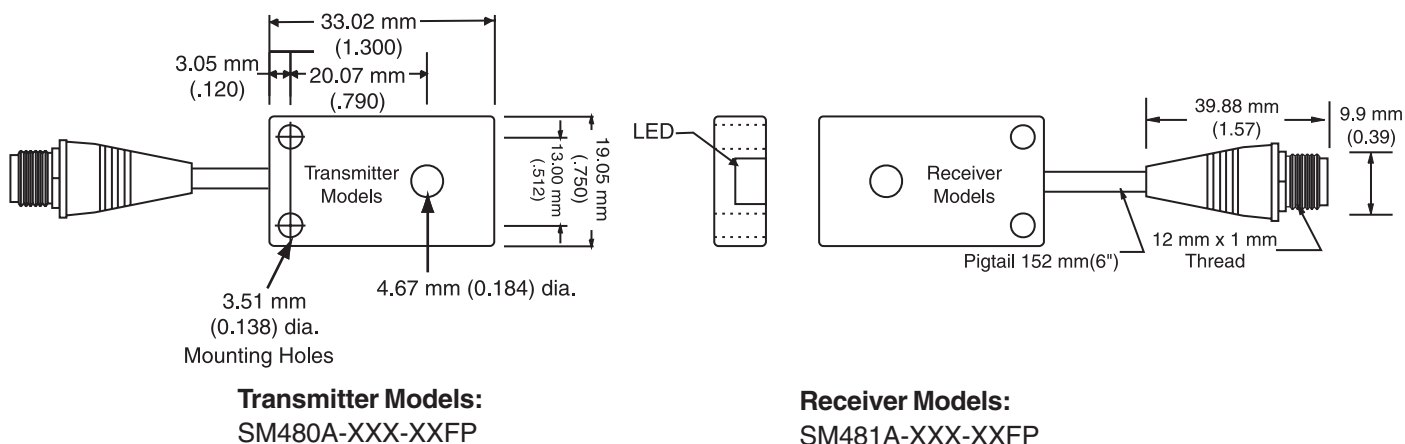 33.02 mm
(1.300)
3.05 mm
(.120)
20.07 mm
(.790)
Transmitter
Models
13.00 mm
(.512)
19.05 mm
(.750)
3.51 mm
(0.138) dia.
Mounting Holes
4.67 mm (0.184) dia.
LED
Receiver
Models
39.88 mm
(1.57)
9.9 mm
(0.39)
Pigtail 152 mm(6")
12 mm x 1 mm
Thread
Transmitter Models:
SM480A-XXX-XXFP
Receiver Models:
SM481A-XXX-XXFP